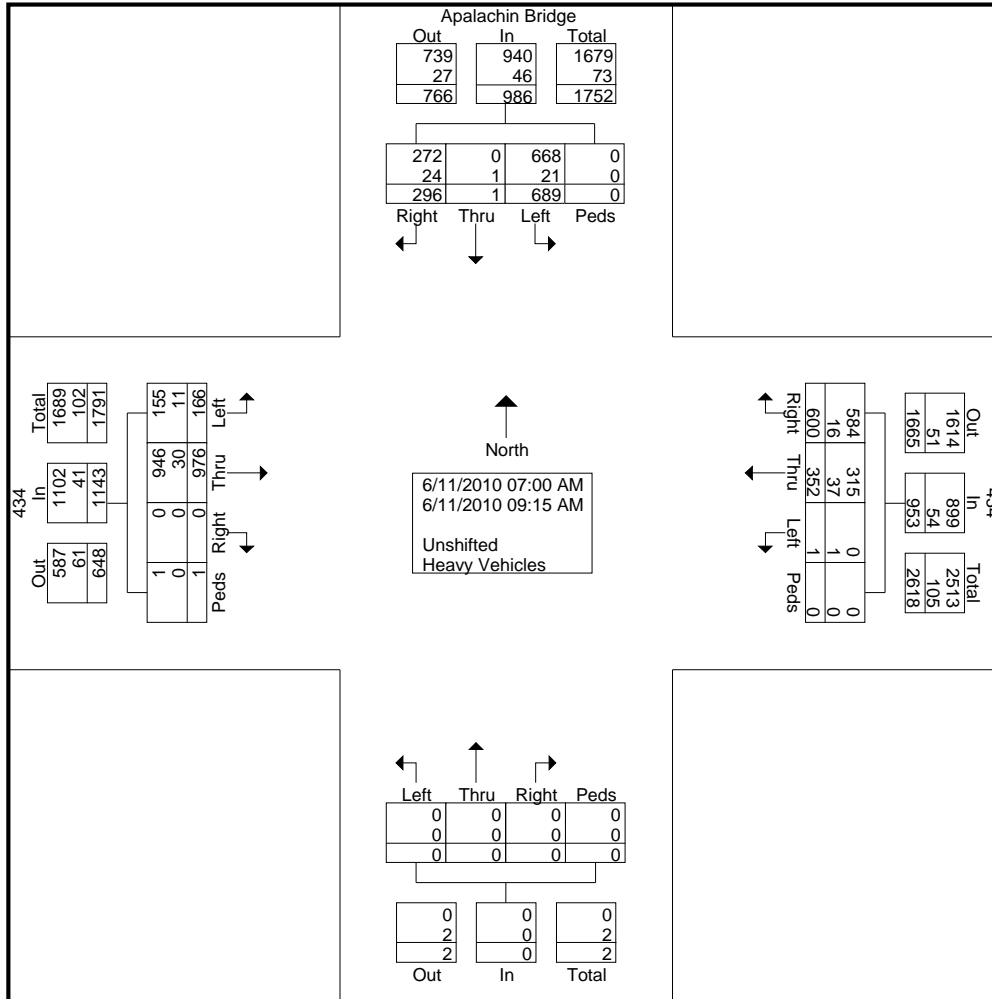 Apalachin Bridge
Out In Total
739 940 1679
27 46 73
766 986 1752
272 0 668 0
24 1 21 0
296 1 689 0
Right Thru Left Peds
Left Thru Right Peds
166 976 0 1
11 30 0 0
155 946 0 1
434
Total In Out
1791 1143 648
102 41 61
1689 1102 587
North
6/11/2010 07:00 AM
6/11/2010 09:15 AM
Unshifted
Heavy Vehicles
Right Thru Left Peds
584 315 0 0
16 37 1 0
600 352 1 0
434
Out In Total
1614 899 2513
51 54 105
1665 953 2618
Left Thru Right Peds
0 0 0 0
0 0 0 0
0 0 0 0
0 0 0
2 0 2
2 0 2
Out In Total